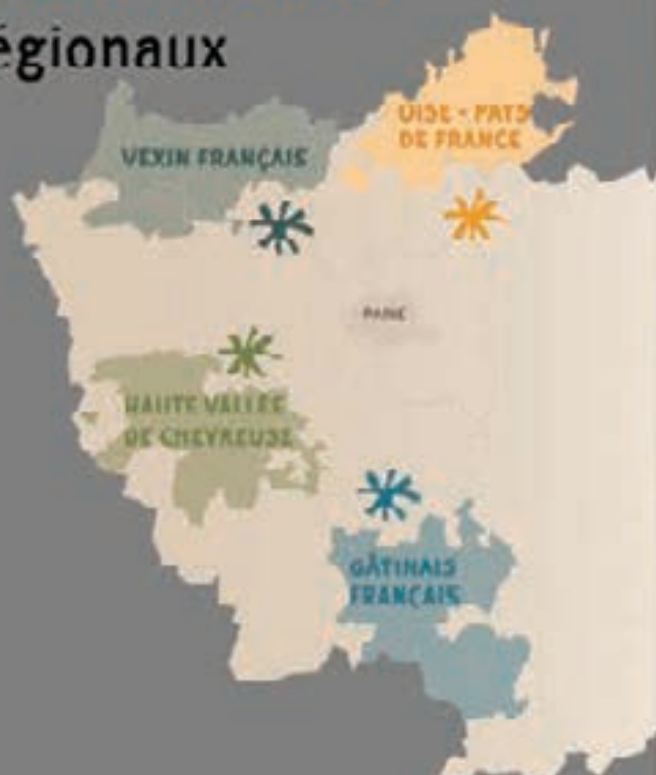 égionaux
VEXIN FRANÇAIS
OISE - PAYS
DE FRANCE
PARIS
HAUTE VALLÉE
DE CHEVREUSE
GÂTINAIS
FRANÇAIS